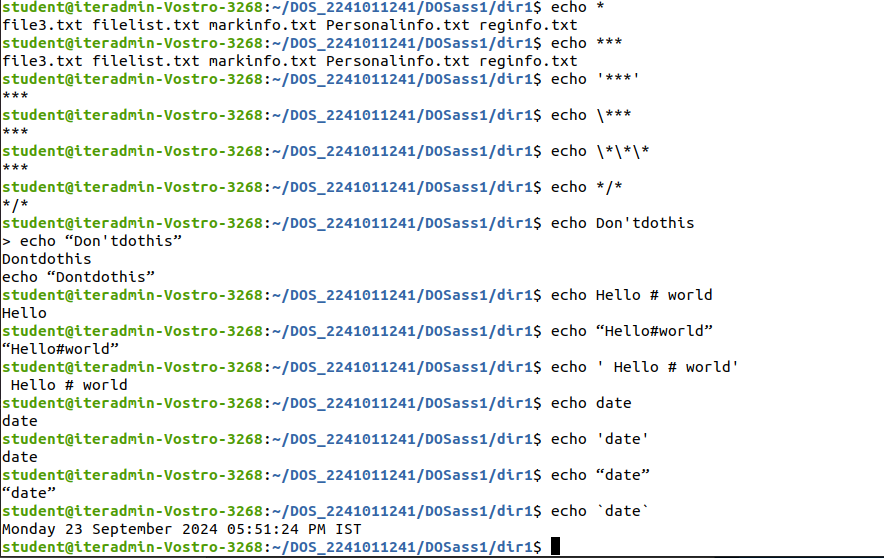 student@iteradmin-Vostro-3268:~/DOS_2241011241/DOSass1/dir1$ echo *
file3.txt filelist.txt markinfo.txt Personalinfo.txt reginfo.txt
student@iteradmin-Vostro-3268:~/DOS_2241011241/DOSass1/dir1$ echo ***
file3.txt filelist.txt markinfo.txt Personalinfo.txt reginfo.txt
student@iteradmin-Vostro-3268:~/DOS_2241011241/DOSass1/dir1$ echo '***'
***
student@iteradmin-Vostro-3268:~/DOS_2241011241/DOSass1/dir1$ echo \***
***
student@iteradmin-Vostro-3268:~/DOS_2241011241/DOSass1/dir1$ echo \*\*\*
***
student@iteradmin-Vostro-3268:~/DOS_2241011241/DOSass1/dir1$ echo */*
*/*
student@iteradmin-Vostro-3268:~/DOS_2241011241/DOSass1/dir1$ echo Don'tdothis
> echo “Don'tdothis”
Dontdothis
echo “Dontdothis”
student@iteradmin-Vostro-3268:~/DOS_2241011241/DOSass1/dir1$ echo Hello # world
Hello
student@iteradmin-Vostro-3268:~/DOS_2241011241/DOSass1/dir1$ echo “Hello#world”
“Hello#world”
student@iteradmin-Vostro-3268:~/DOS_2241011241/DOSass1/dir1$ echo ' Hello # world'
 Hello # world
student@iteradmin-Vostro-3268:~/DOS_2241011241/DOSass1/dir1$ echo date
date
student@iteradmin-Vostro-3268:~/DOS_2241011241/DOSass1/dir1$ echo 'date'
date
student@iteradmin-Vostro-3268:~/DOS_2241011241/DOSass1/dir1$ echo “date”
“date”
student@iteradmin-Vostro-3268:~/DOS_2241011241/DOSass1/dir1$ echo `date`
Monday 23 September 2024 05:51:24 PM IST
student@iteradmin-Vostro-3268:~/DOS_2241011241/DOSass1/dir1$